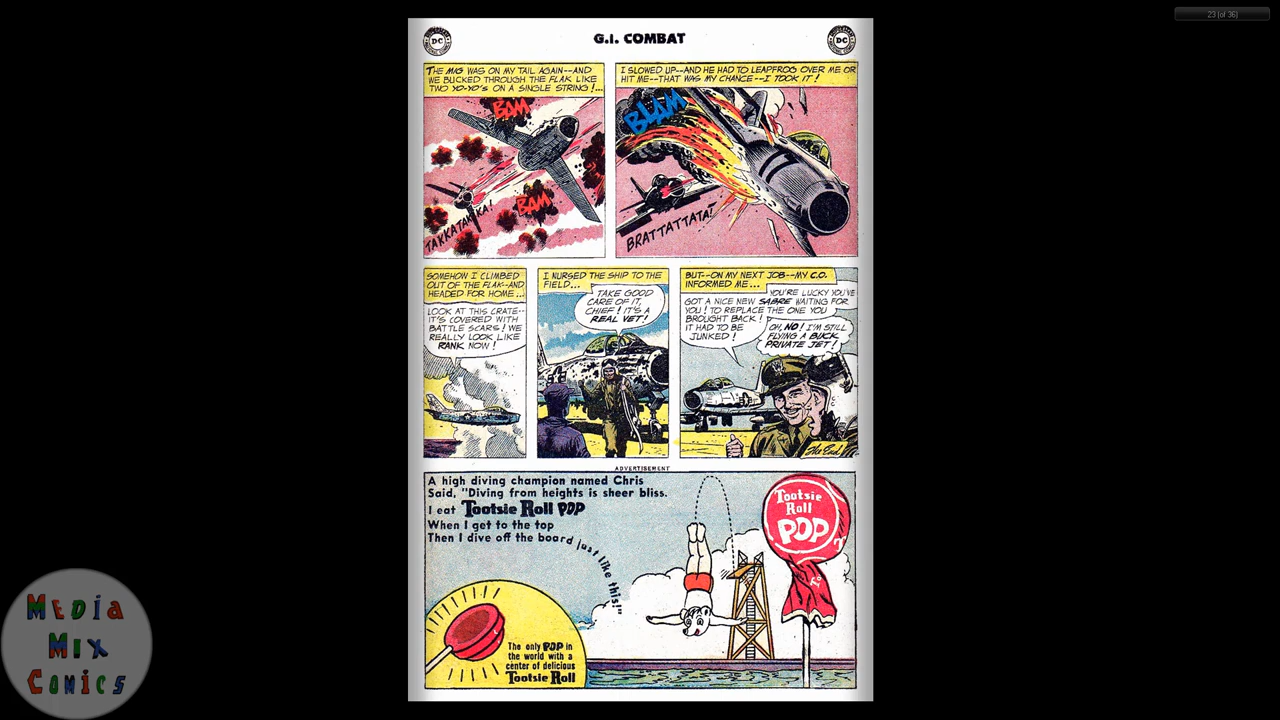 23 (of 36)
DC
G.I. COMBAT
DC
THE MIG WAS ON MY TAIL AGAIN--AND
WE BUCKED THROUGH THE FLAK LIKE
TWO YO-YO'S ON A SINGLE STRING!...
BAM
BAM
TAKKATAKKA!
I SLOWED UP--AND HE HAD TO LEAPFROG OVER ME OR
HIT ME--THAT WAS MY CHANCE--I TOOK IT!
BLAM
BRATTATTATA!
SOMEHOW I CLIMBED
OUT OF THE FLAK--AND
HEADED FOR HOME...
LOOK AT THIS CRATE--
IT'S COVERED WITH
BATTLE SCARS! WE
REALLY LOOK LIKE
RANK NOW!
I NURSED THE SHIP TO THE
FIELD...
TAKE GOOD
CARE OF IT,
CHIEF! IT'S A
REAL VET!
BUT--ON MY NEXT JOB--MY C.O.
INFORMED ME...
YOU'RE LUCKY YOU'VE
GOT A NICE NEW SABRE WAITING FOR
YOU! TO REPLACE THE ONE YOU
BROUGHT BACK!
IT HAD TO BE
JUNKED!
OH, NO! I'M STILL
FLYING A BUCK
PRIVATE JET!
The End
ADVERTISEMENT
A high diving champion named Chris
Said, "Diving from heights is sheer bliss.
I eat Tootsie Roll POP
When I get to the top
Then I dive off the board just like this!"
Tootsie
Roll
POP
The only POP in
the world with a
center of delicious
Tootsie Roll
MEDIA
MIX
COMICS